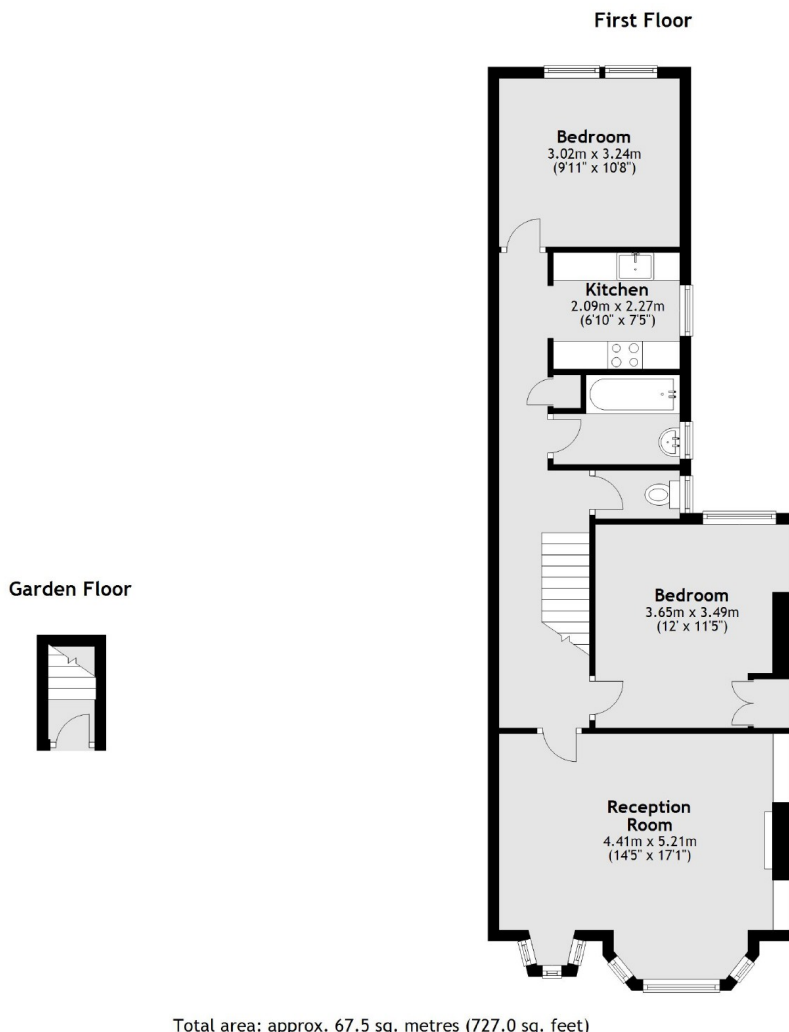 First Floor
Bedroom
3.02m x 3.24m
(9'11" x 10'8")
Kitchen
2.09m x 2.27m
(6'10" x 7'5")
Garden Floor
Bedroom
3.65m x 3.49m
(12' x 11'5")
Reception
Room
4.41m x 5.21m
(14'5" x 17'1")
Total area: approx. 67.5 sq. metres (727.0 sq. feet)